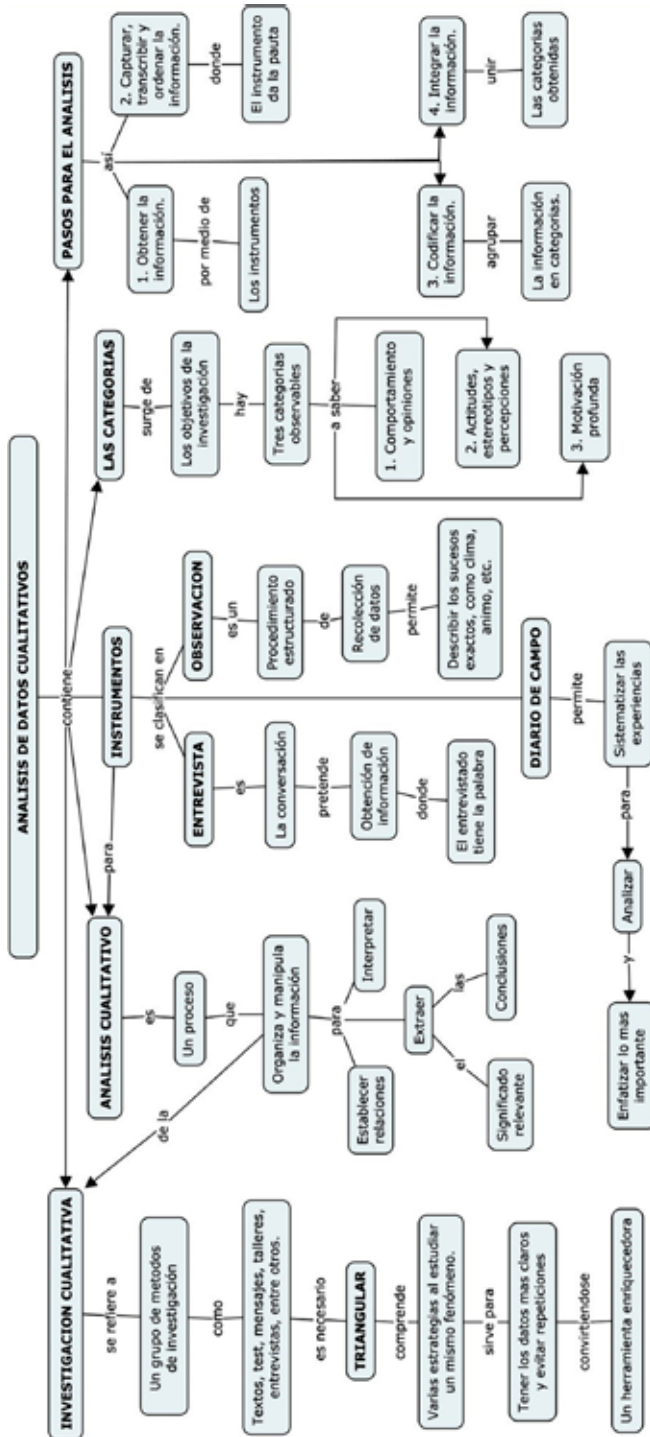 ANALISIS DE DATOS CUALITATIVOS
contiene
INVESTIGACION CUALITATIVA
se refiere a
Un grupo de metodos
de investigación
como
Textos, test, mensajes, talleres,
entrevistas, entre otros.
es necesario
TRIANGULAR
comprende
Varias estrategias al estudiar
un mismo fenómeno.
sirve para
Tener los datos mas claros
y evitar repeticiones
convirtiendose
Un herramienta enriquecedora
ANALISIS CUALITATIVO
es
Un proceso
que
Organiza y manipula
la información
de la
para
Establecer
relaciones
Interpretar
Extraer
el
las
Significado
relevante
Conclusiones
para
INSTRUMENTOS
se clasifican en
ENTREVISTA
es
La conversación
pretende
Obtención de
información
donde
El entrevistado
tiene la palabra
OBSERVACION
es un
Procedimiento
estructurado
de
Recolección
de datos
permite
Describir los sucesos
exactos, como clima,
animo, etc.
DIARIO DE CAMPO
permite
Sistematizar las
experiencias
para
Analizar
y
Enfatizar lo mas
importante
LAS CATEGORIAS
surge de
Los objetivos de la
investigación
hay
Tres categorias
observables
a saber
1. Comportamiento
y opiniones
2. Actitudes,
estereotipos y
percepciones
3. Motivación
profunda
PASOS PARA EL ANALISIS
así
1. Obtener la
información.
por medio de
Los instrumentos
2. Capturar,
transcribir y
ordenar la
información.
donde
El instrumento
da la pauta
3. Codificar la
información.
agrupar
La información
en categorías.
4. Integrar la
información.
unir
Las categorías
obtenidas